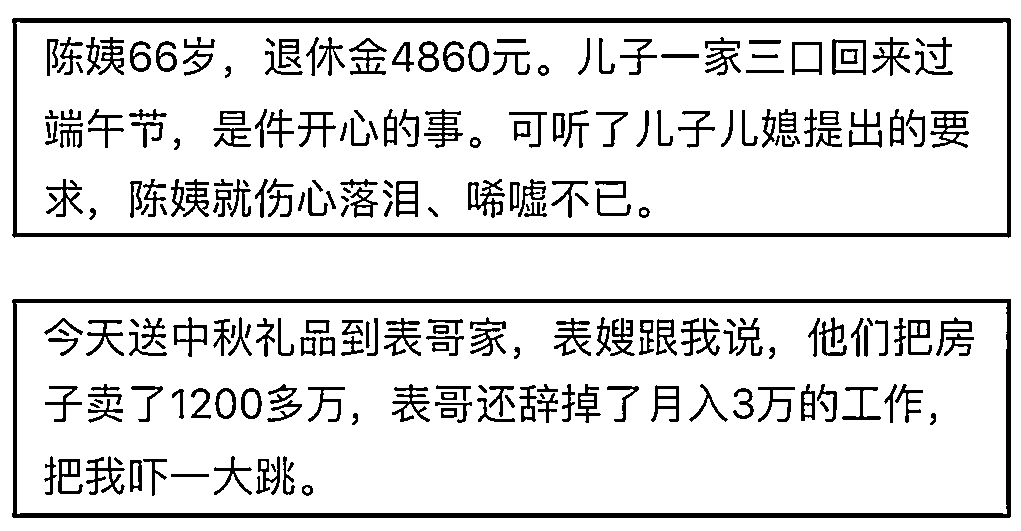 陈姨66岁，退休金4860元。儿子一家三口回来过
端午节，是件开心的事。可听了儿子儿媳提出的要
求，陈姨就伤心落泪、唏嘘不已。
今天送中秋礼品到表哥家，表嫂跟我说，他们把房
子卖了1200多万，表哥还辞掉了月入3万的工作，
把我吓一大跳。